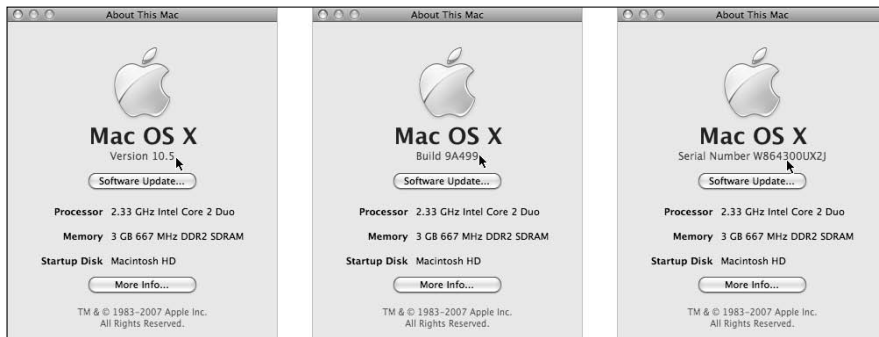 About This Mac
Mac OS X
Version 10.5
Software Update...
Processor 2.33 GHz Intel Core 2 Duo
Memory 3 GB 667 MHz DDR2 SDRAM
Startup Disk Macintosh HD
More Info...
TM & © 1983–2007 Apple Inc.
All Rights Reserved.
About This Mac
Mac OS X
Build 9A499
Software Update...
Processor 2.33 GHz Intel Core 2 Duo
Memory 3 GB 667 MHz DDR2 SDRAM
Startup Disk Macintosh HD
More Info...
TM & © 1983–2007 Apple Inc.
All Rights Reserved.
About This Mac
Mac OS X
Serial Number W864300UX2J
Software Update...
Processor 2.33 GHz Intel Core 2 Duo
Memory 3 GB 667 MHz DDR2 SDRAM
Startup Disk Macintosh HD
More Info...
TM & © 1983–2007 Apple Inc.
All Rights Reserved.